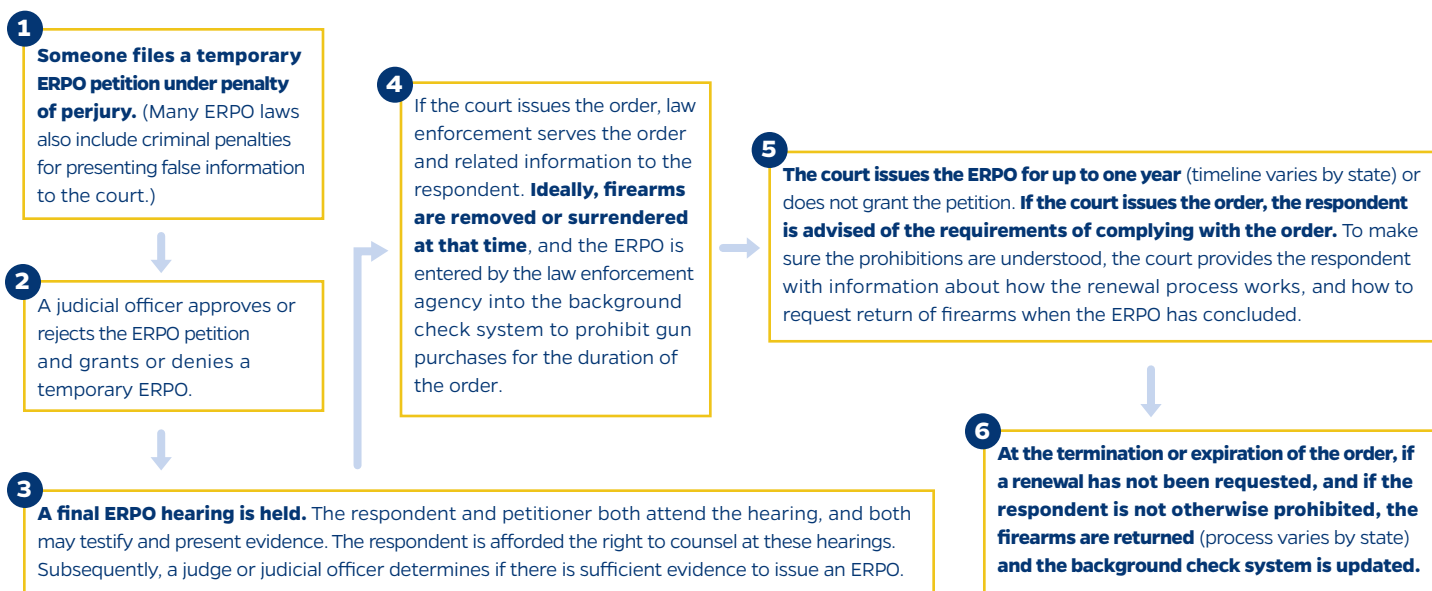 1
Someone files a temporary
ERPO petition under penalty
of perjury. (Many ERPO laws
also include criminal penalties
for presenting false information
to the court.)
2
A judicial officer approves or
rejects the ERPO petition
and grants or denies a
temporary ERPO.
3
A final ERPO hearing is held. The respondent and petitioner both attend the hearing, and both
may testify and present evidence. The respondent is afforded the right to counsel at these hearings.
Subsequently, a judge or judicial officer determines if there is sufficient evidence to issue an ERPO.
4
If the court issues the order, law
enforcement serves the order
and related information to the
respondent. Ideally, firearms
are removed or surrendered
at that time, and the ERPO is
entered by the law enforcement
agency into the background
check system to prohibit gun
purchases for the duration of
the order.
5
The court issues the ERPO for up to one year (timeline varies by state) or
does not grant the petition. If the court issues the order, the respondent
is advised of the requirements of complying with the order. To make
sure the prohibitions are understood, the court provides the respondent
with information about how the renewal process works, and how to
request return of firearms when the ERPO has concluded.
6
At the termination or expiration of the order, if
a renewal has not been requested, and if the
respondent is not otherwise prohibited, the
firearms are returned (process varies by state)
and the background check system is updated.